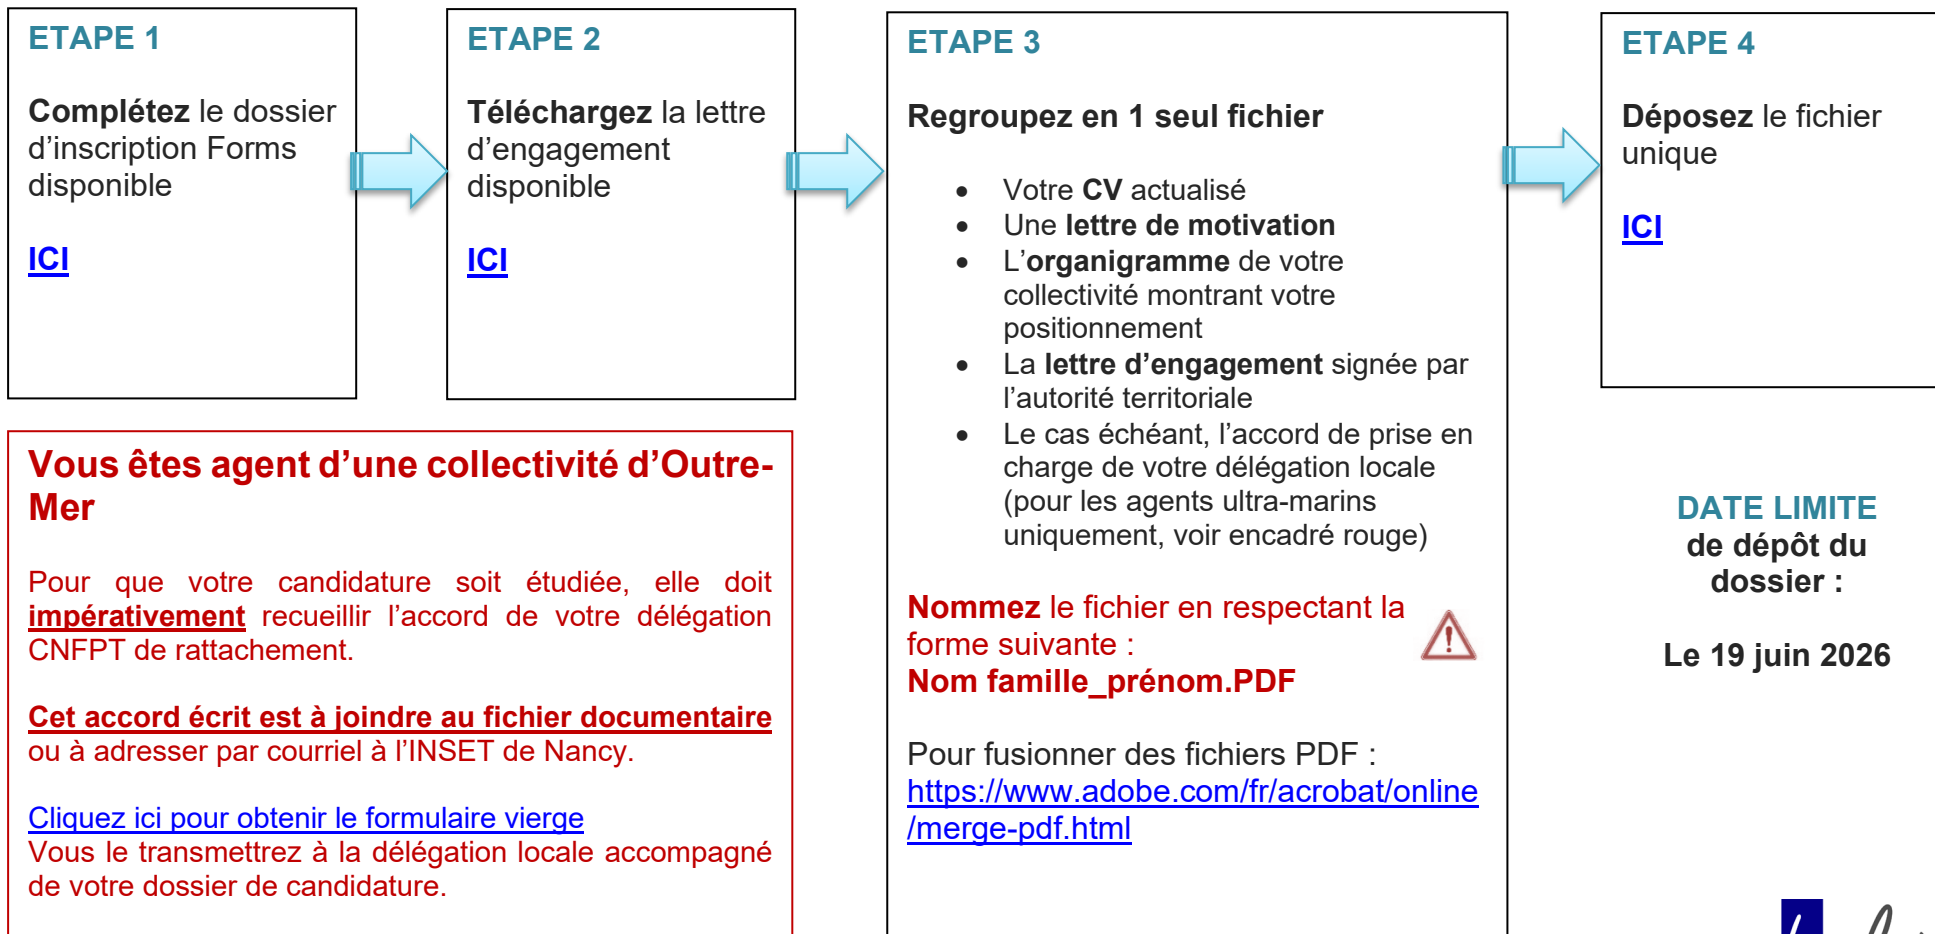 ETAPE 1
Complétez le dossier
d’inscription Forms
disponible
ICI
ETAPE 2
Téléchargez la lettre
d’engagement
disponible
ICI
ETAPE 3
Regroupez en 1 seul fichier
• Votre CV actualisé
• Une lettre de motivation
• L’organigramme de votre
collectivité montrant votre
positionnement
• La lettre d’engagement signée par
l’autorité territoriale
• Le cas échéant, l’accord de prise en
charge de votre délégation locale
(pour les agents ultra-marins
uniquement, voir encadré rouge)
Nommez le fichier en respectant la
forme suivante :
Nom famille_prénom.PDF
Pour fusionner des fichiers PDF :
https://www.adobe.com/fr/acrobat/online
/merge-pdf.html
ETAPE 4
Déposez le fichier
unique
ICI
DATE LIMITE
de dépôt du
dossier :
Le 19 juin 2026
Vous êtes agent d’une collectivité d’Outre-
Mer
Pour que votre candidature soit étudiée, elle doit
impérativement recueillir l’accord de votre délégation
CNFPT de rattachement.
Cet accord écrit est à joindre au fichier documentaire
ou à adresser par courriel à l’INSET de Nancy.
Cliquez ici pour obtenir le formulaire vierge
Vous le transmettrez à la délégation locale accompagné
de votre dossier de candidature.